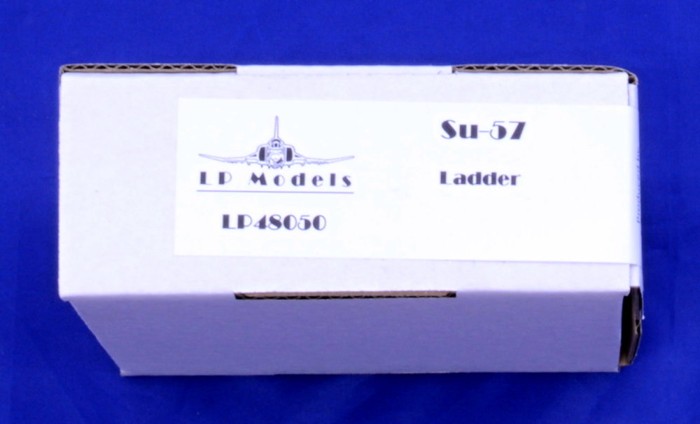 LP Models
LP48050
Su-57
Ladder